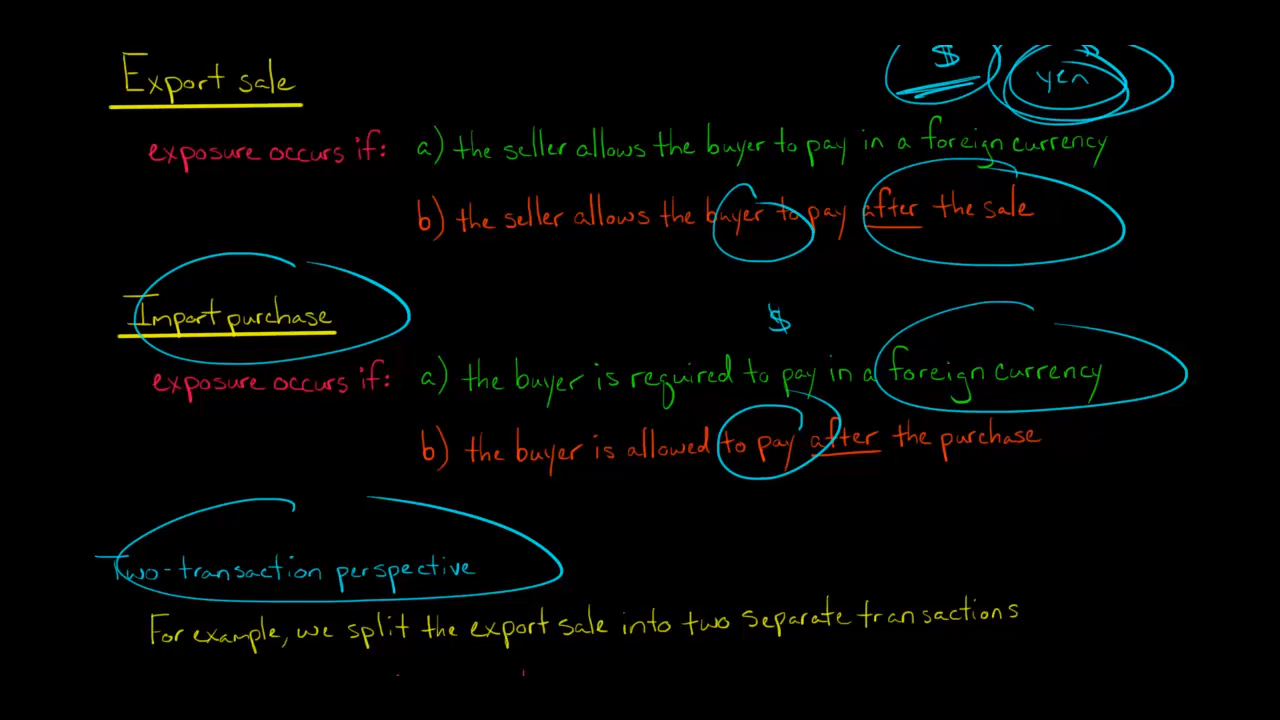 $ $
yen
Export sale
exposure occurs if: a) the seller allows the buyer to pay in a foreign currency
b) the seller allows the buyer to pay after the sale
Import purchase
$
exposure occurs if: a) the buyer is required to pay in a foreign currency
b) the buyer is allowed to pay after the purchase
Two-transaction perspective
For example, we split the export sale into two separate transactions